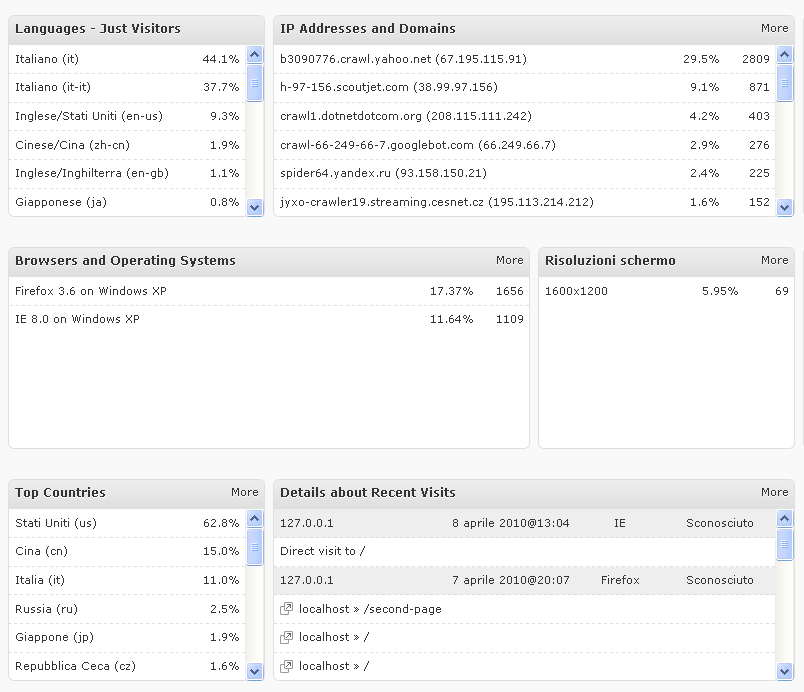 Languages - Just Visitors
Italiano (it) 44.1%
Italiano (it-it) 37.7%
Inglese/Stati Uniti (en-us) 9.3%
Cinese/Cina (zh-cn) 1.9%
Inglese/Inghilterra (en-gb) 1.1%
Giapponese (ja) 0.8%
IP Addresses and Domains More
b3090776.crawl.yahoo.net (67.195.115.91) 29.5% 2809
h-97-156.scoutjet.com (38.99.97.156) 9.1% 871
crawl1.dotnetdotcom.org (208.115.111.242) 4.2% 403
crawl-66-249-66-7.googlebot.com (66.249.66.7) 2.9% 276
spider64.yandex.ru (93.158.150.21) 2.4% 225
jyxo-crawler19.streaming.cesnet.cz (195.113.214.212) 1.6% 152
Browsers and Operating Systems More
Firefox 3.6 on Windows XP 17.37% 1656
IE 8.0 on Windows XP 11.64% 1109
Risoluzioni schermo More
1600x1200 5.95% 69
Top Countries More
Stati Uniti (us) 62.8%
Cina (cn) 15.0%
Italia (it) 11.0%
Russia (ru) 2.5%
Giappone (jp) 1.9%
Repubblica Ceca (cz) 1.6%
Details about Recent Visits More
127.0.0.1 8 aprile 2010@13:04 IE Sconosciuto
Direct visit to /
127.0.0.1 7 aprile 2010@20:07 Firefox Sconosciuto
localhost » /second-page
localhost » /
localhost » /